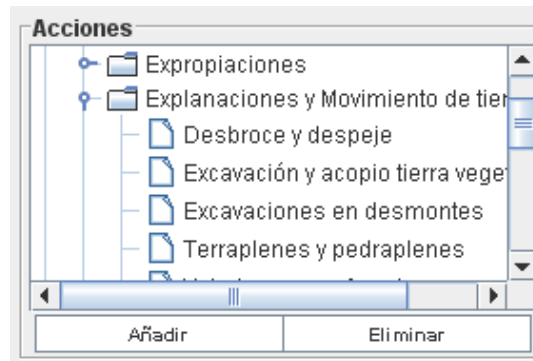 Acciones
Expropiaciones
Explanaciones y Movimiento de tier
Desbroce y despeje
Excavación y acopio tierra veget
Excavaciones en desmontes
Terraplenes y pedraplenes
Añadir Eliminar